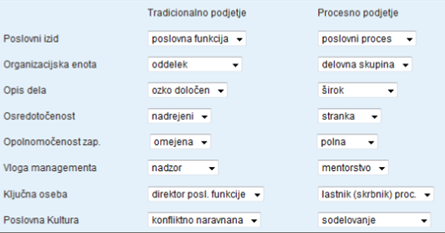 Tradicionalno podjetje Procesno podjetje
Poslovni izid poslovna funkcija poslovni proces
Organizacijska enota oddelek delovna skupina
Opis dela ozko določen širok
Osredotočenost nadrejeni stranka
Opolnomočenost zap. omejena polna
Vloga managementa nadzor mentorstvo
Ključna oseba direktor posl. funkcije lastnik (skrbnik) proc.
Poslovna Kultura konfliktno naravnana sodelovanje